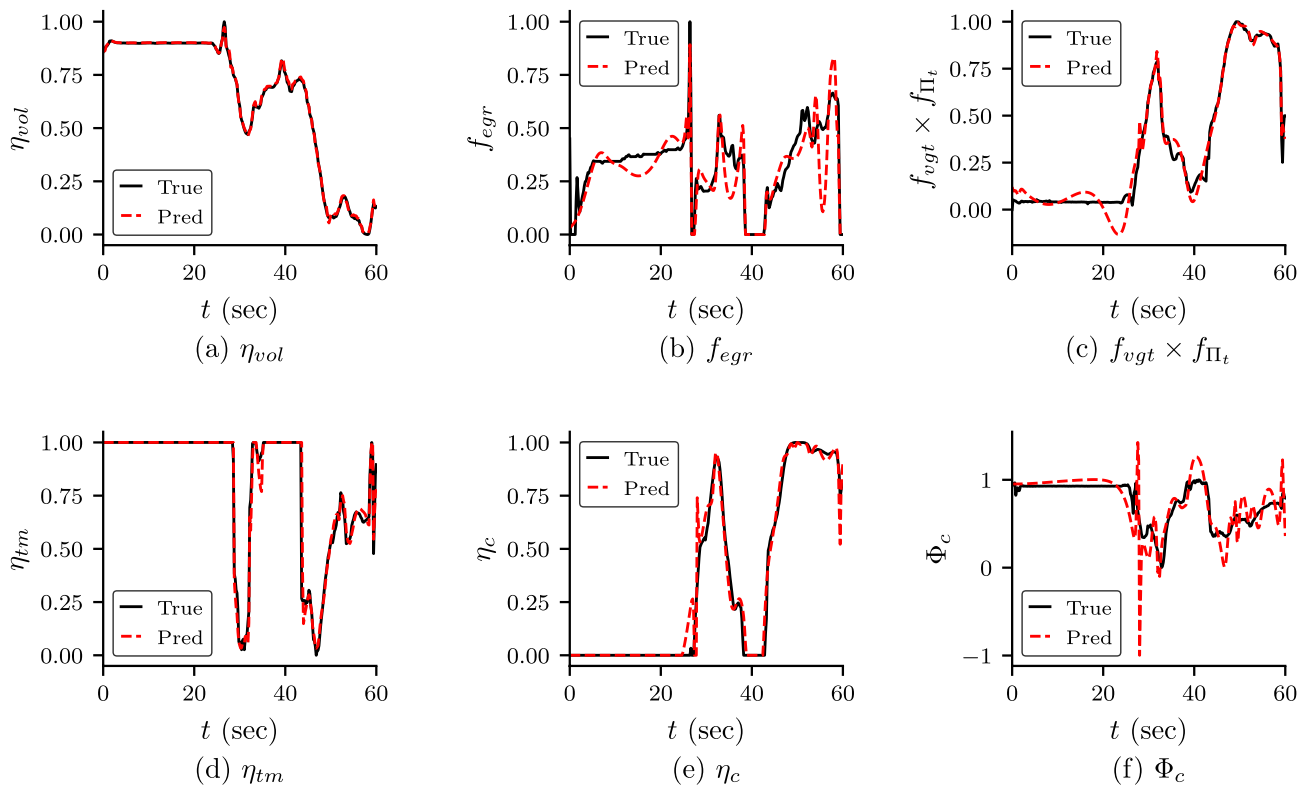 1.00
0.75
0.50
0.25
0.00
η_vol
True
Pred
0 20 40 60
t (sec)
(a) η_vol
1.00
0.75
0.50
0.25
0.00
f_egr
True
Pred
0 20 40 60
t (sec)
(b) f_egr
1.00
0.75
0.50
0.25
0.00
f_vgt × f_Π_t
True
Pred
0 20 40 60
t (sec)
(c) f_vgt × f_Π_t
1.00
0.75
0.50
0.25
0.00
η_tm
True
Pred
0 20 40 60
t (sec)
(d) η_tm
1.00
0.75
0.50
0.25
0.00
η_c
True
Pred
0 20 40 60
t (sec)
(e) η_c
1
0
−1
Φ_c
True
Pred
0 20 40 60
t (sec)
(f) Φ_c